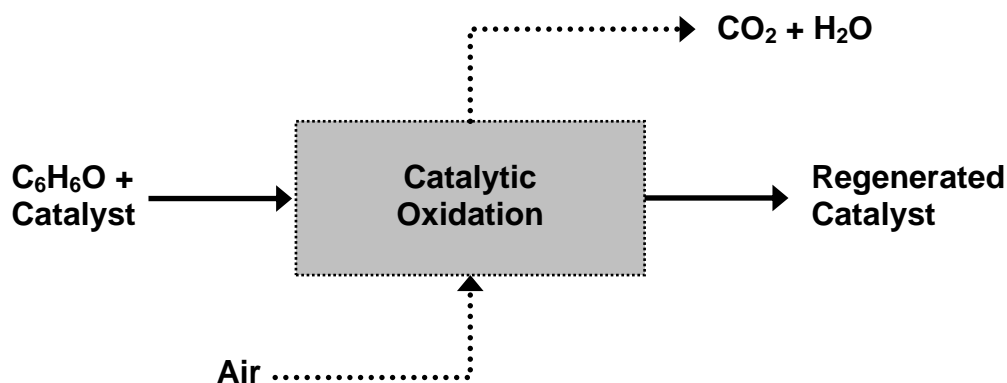 CO₂ + H₂O
C₆H₆O +
Catalyst
Catalytic
Oxidation
Regenerated
Catalyst
Air